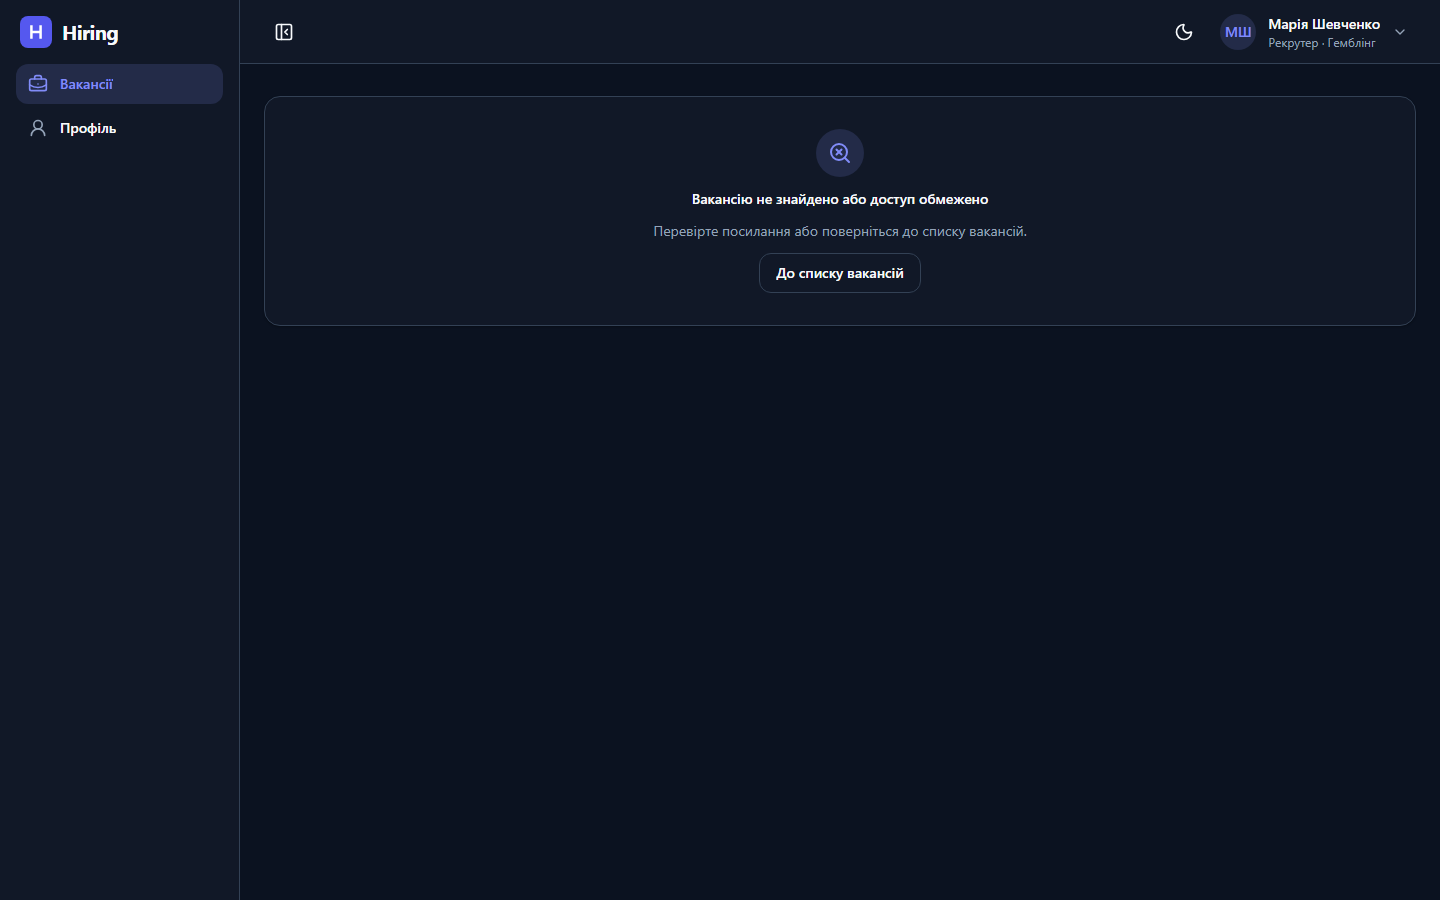 H Hiring
Вакансії
Профіль
МШ
Марія Шевченко
Рекрутер · Гемблінг
Вакансію не знайдено або доступ обмежено
Перевірте посилання або поверніться до списку вакансій.
До списку вакансій